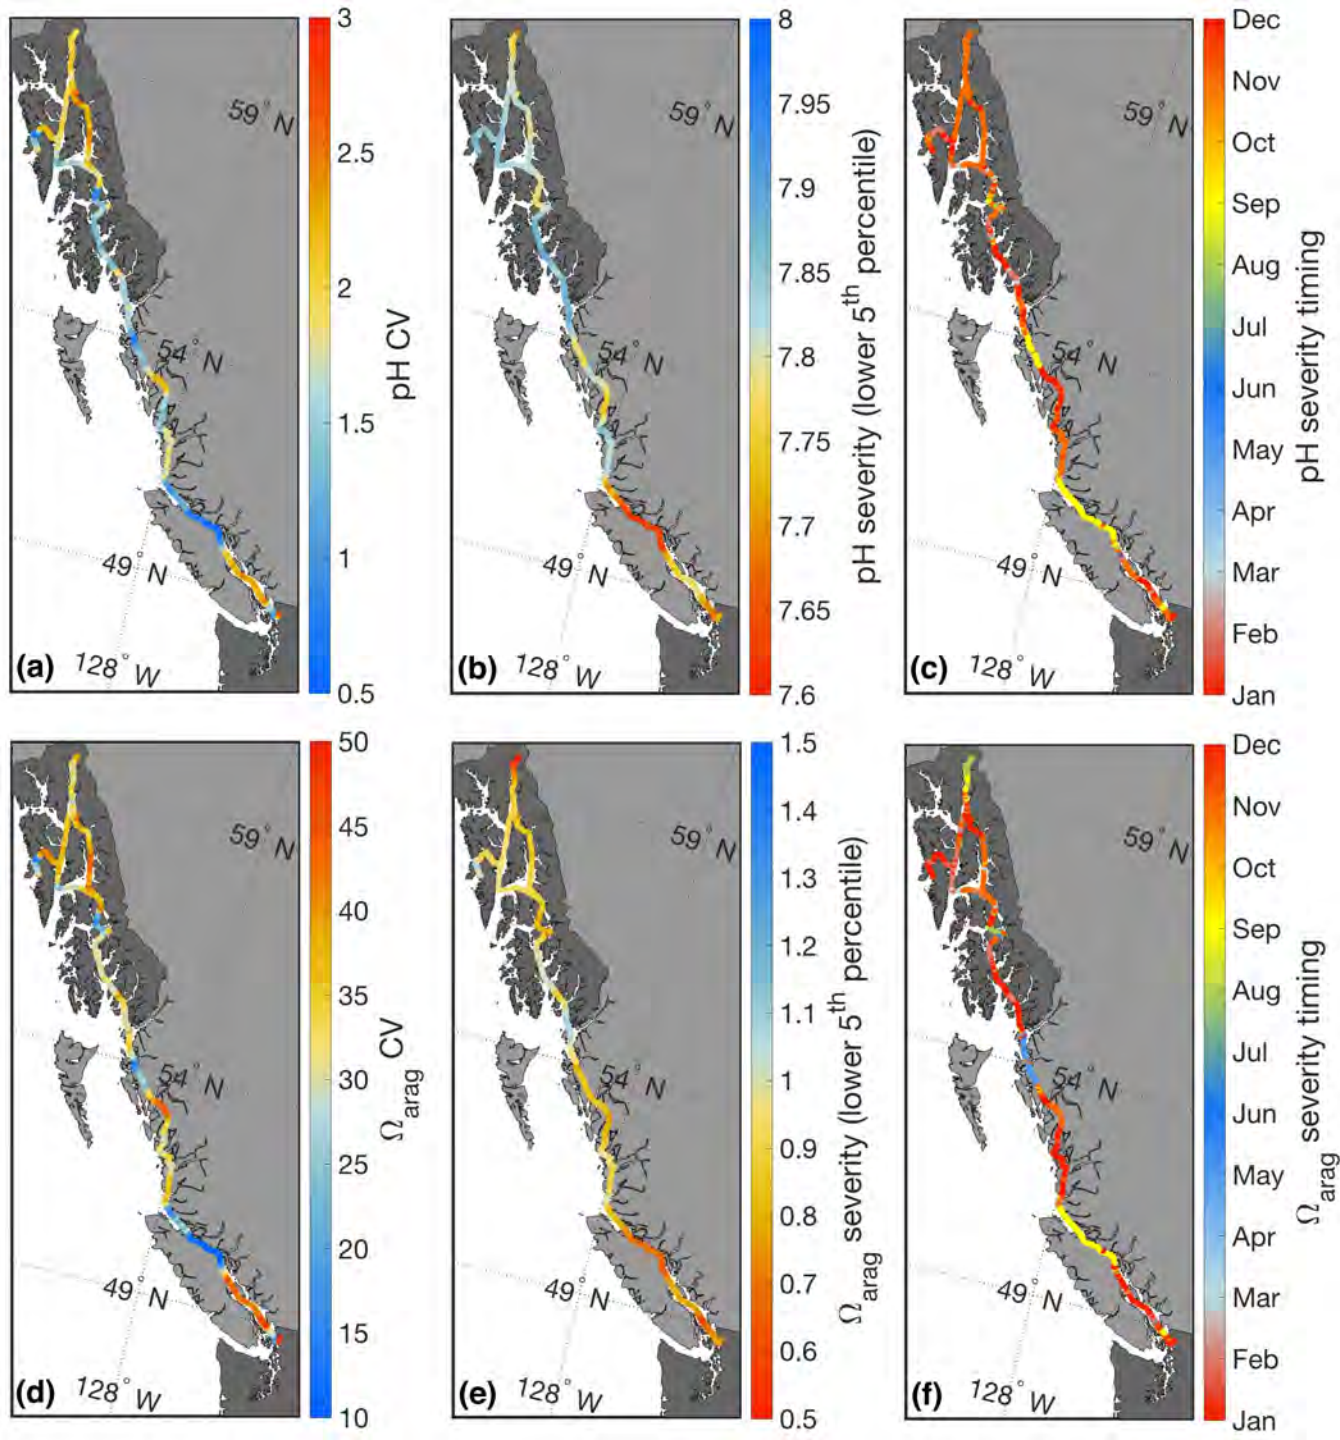 59° N
54° N
49° N
128° W
(a)
3
2.5
2
1.5
1
0.5
pH CV
59° N
54° N
49° N
128° W
(b)
8
7.95
7.9
7.85
7.8
7.75
7.7
7.65
7.6
pH severity (lower 5th percentile)
59° N
54° N
49° N
128° W
(c)
Dec
Nov
Oct
Sep
Aug
Jul
Jun
May
Apr
Mar
Feb
Jan
pH severity timing
59° N
54° N
49° N
128° W
(d)
50
45
40
35
30
25
20
15
10
Ωarag CV
59° N
54° N
49° N
128° W
(e)
1.5
1.4
1.3
1.2
1.1
1
0.9
0.8
0.7
0.6
0.5
Ωarag severity (lower 5th percentile)
59° N
54° N
49° N
128° W
(f)
Dec
Nov
Oct
Sep
Aug
Jul
Jun
May
Apr
Mar
Feb
Jan
Ωarag severity timing